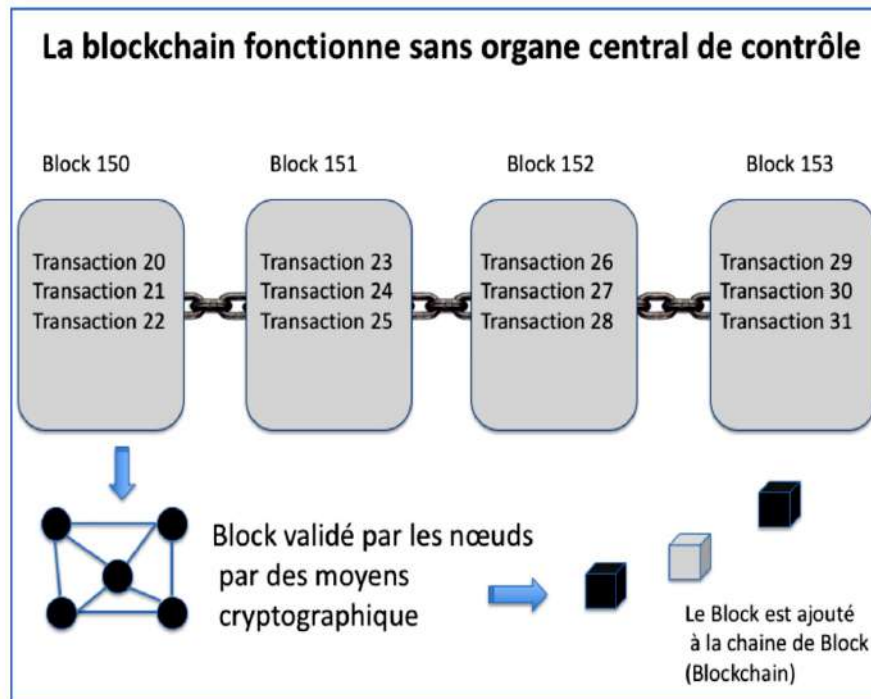 La blockchain fonctionne sans organe central de contrôle
Block 150
Block 151
Block 152
Block 153
Transaction 20
Transaction 21
Transaction 22
Transaction 23
Transaction 24
Transaction 25
Transaction 26
Transaction 27
Transaction 28
Transaction 29
Transaction 30
Transaction 31
Block validé par les nœuds
par des moyens
cryptographique
Le Block est ajouté
à la chaine de Block
(Blockchain)